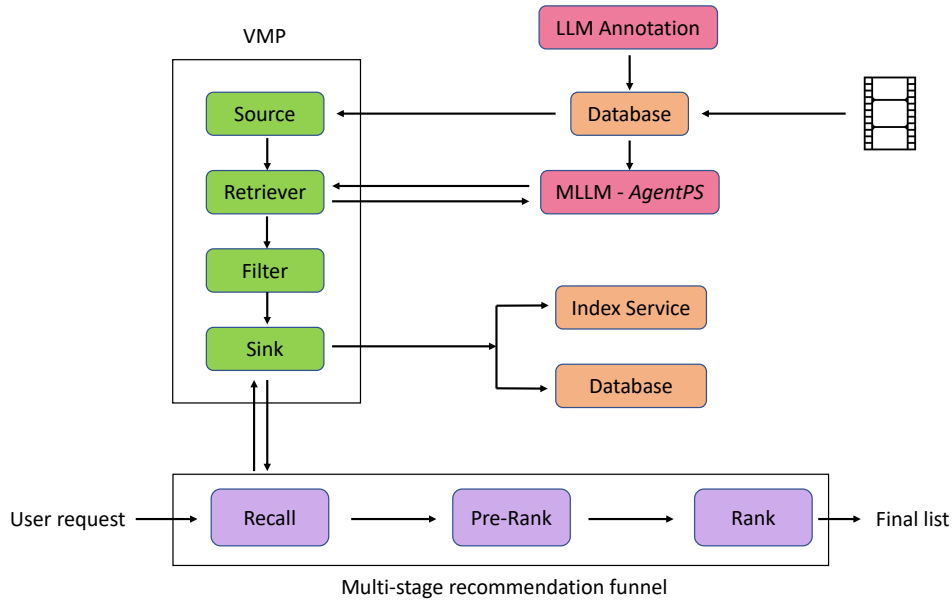 LLM Annotation
VMP
Source
Database
Retriever
MLLM - AgentPS
Filter
Index Service
Sink
Database
User request
Recall
Pre-Rank
Rank
Final list
Multi-stage recommendation funnel